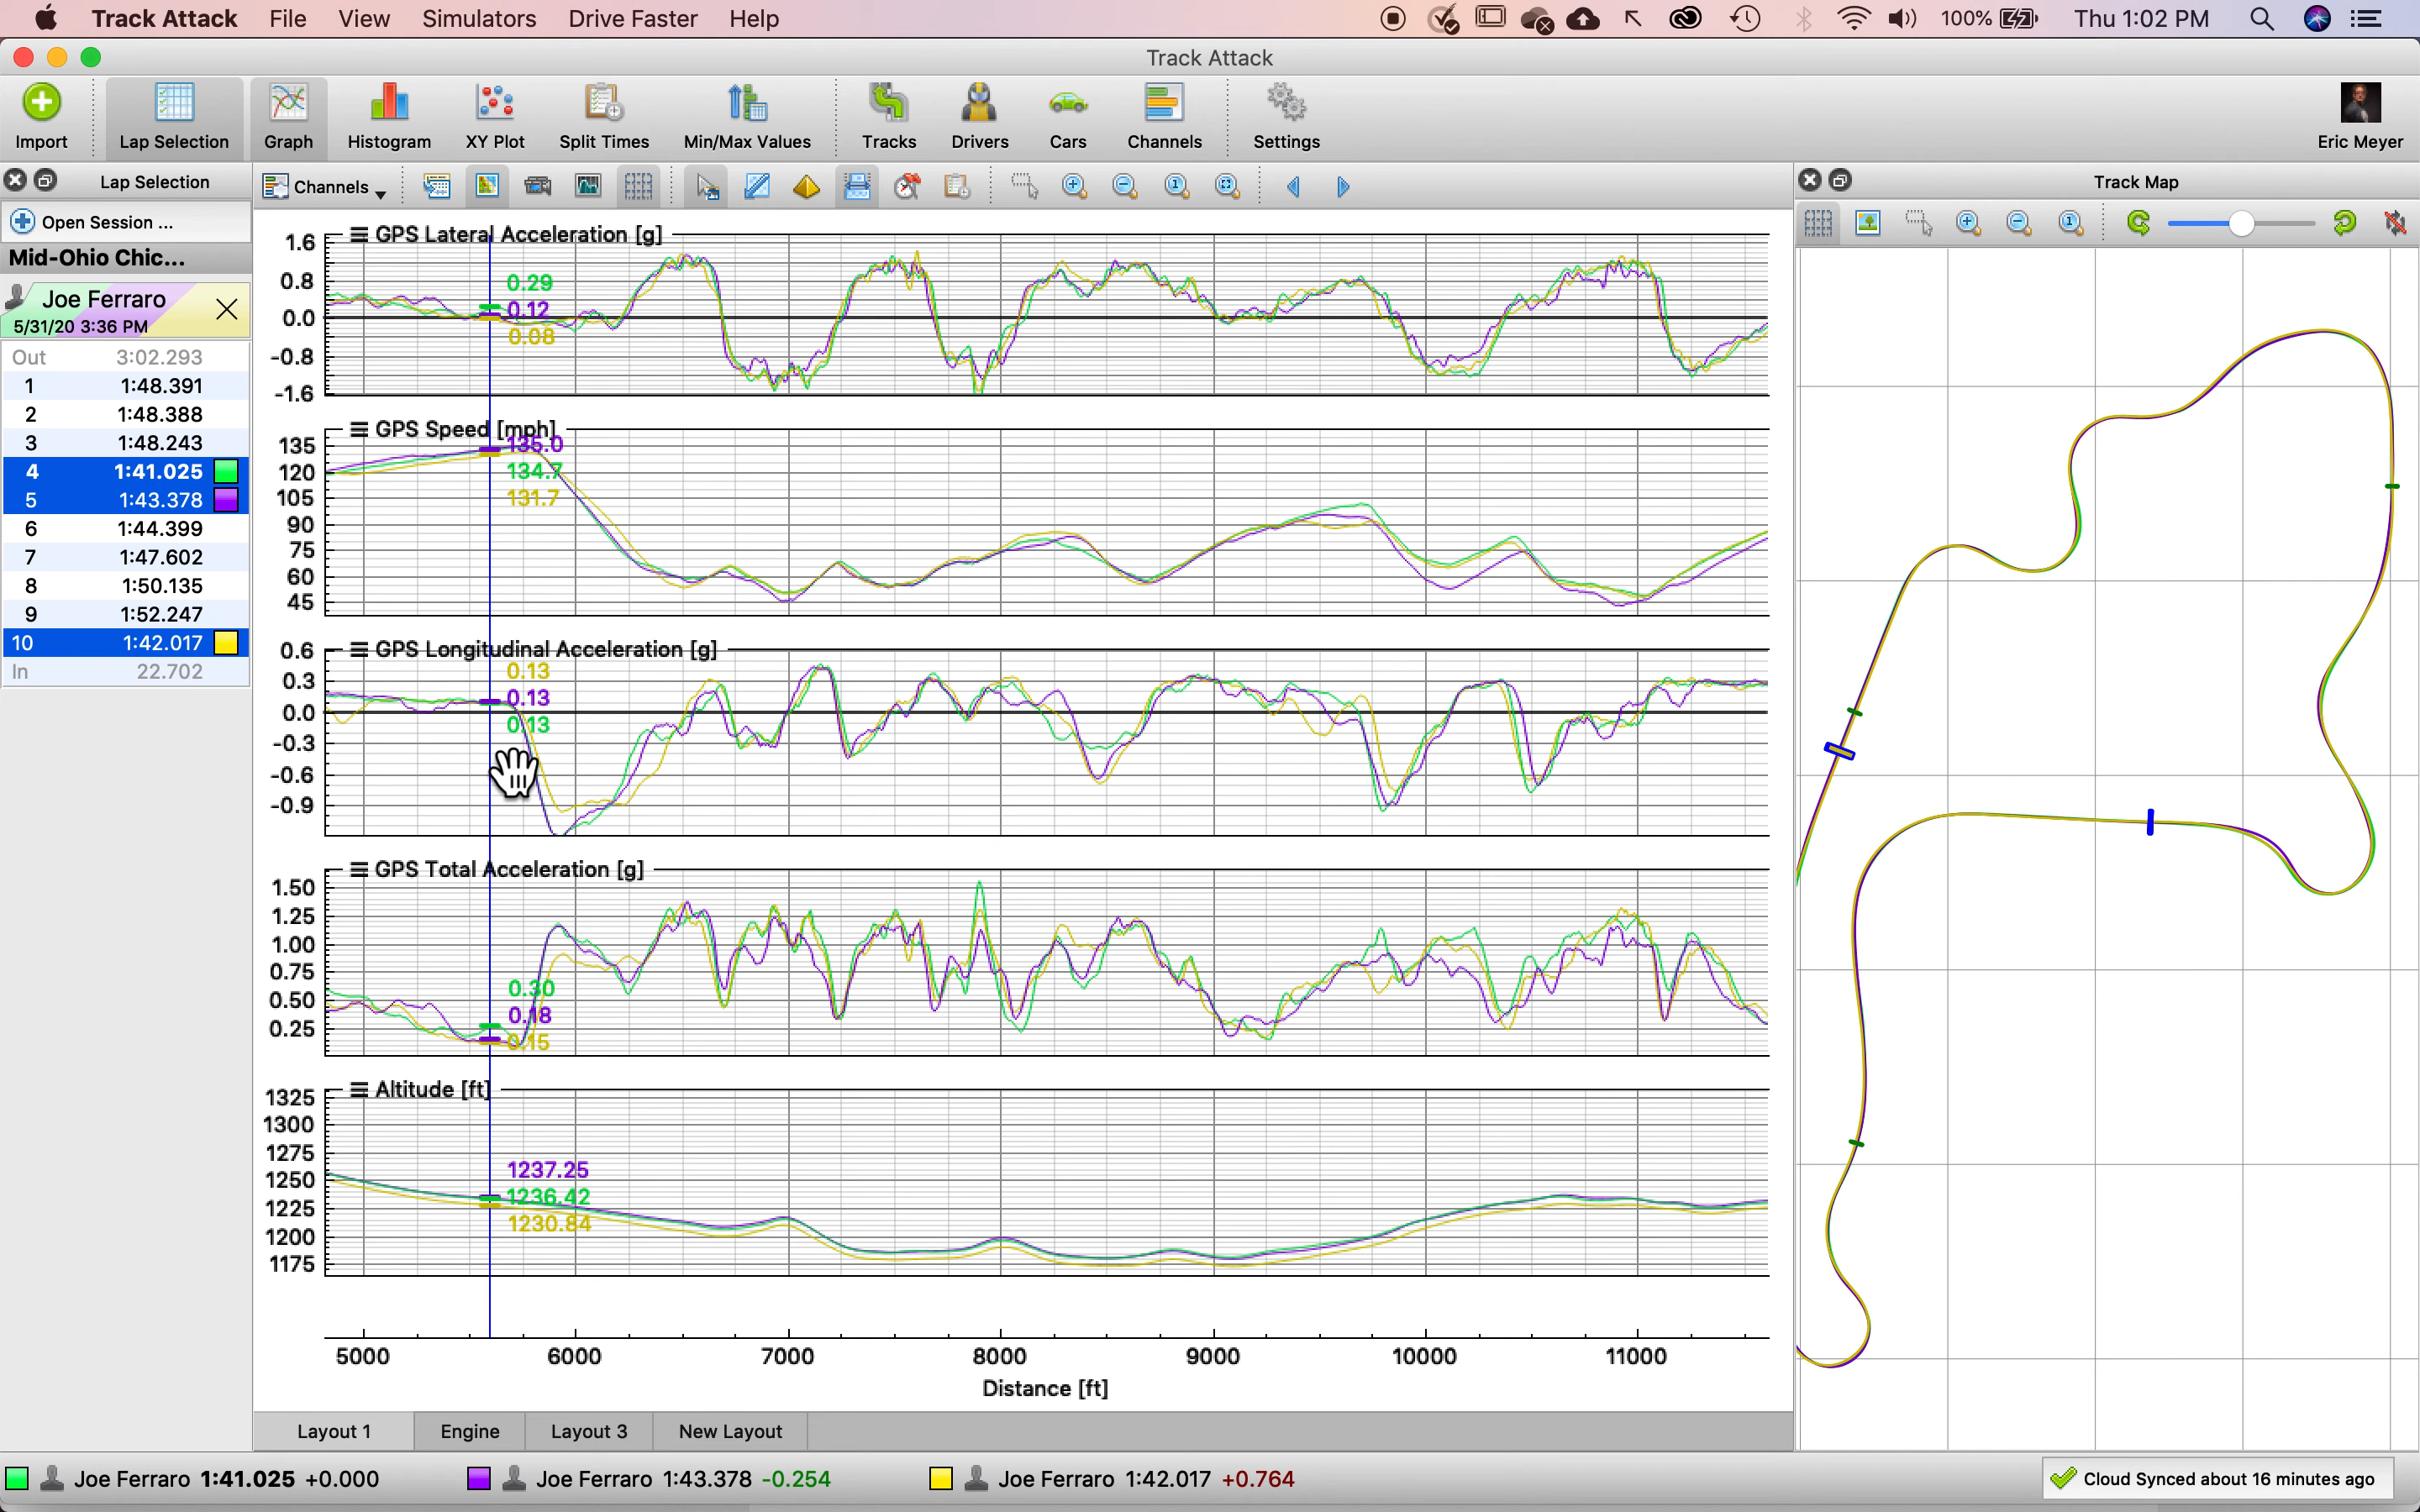 Track Attack File View Simulators Drive Faster Help 100% Thu 1:02 PM
Track Attack
Import Lap Selection Graph Histogram XY Plot Split Times Min/Max Values Tracks Drivers Cars Channels Settings Eric Meyer
Lap Selection
Open Session ...
Mid-Ohio Chic...
Joe Ferraro
5/31/20 3:36 PM
Out 3:02.293
1 1:48.391
2 1:48.388
3 1:48.243
4 1:41.025
5 1:43.378
6 1:44.399
7 1:47.602
8 1:50.135
9 1:52.247
10 1:42.017
In 22.702
Channels
GPS Lateral Acceleration [g]
1.6
0.8
0.0
-0.8
-1.6
0.29
0.12
0.08
GPS Speed [mph]
135
120
105
90
75
60
45
135.0
134.7
131.7
GPS Longitudinal Acceleration [g]
0.6
0.3
0.0
-0.3
-0.6
-0.9
0.13
0.13
0.13
GPS Total Acceleration [g]
1.50
1.25
1.00
0.75
0.50
0.25
0.30
0.18
0.15
Altitude [ft]
1325
1300
1275
1250
1225
1200
1175
1237.25
1236.42
1230.84
5000 6000 7000 8000 9000 10000 11000
Distance [ft]
Layout 1 Engine Layout 3 New Layout
Track Map
Joe Ferraro 1:41.025 +0.000 Joe Ferraro 1:43.378 -0.254 Joe Ferraro 1:42.017 +0.764
Cloud Synced about 16 minutes ago